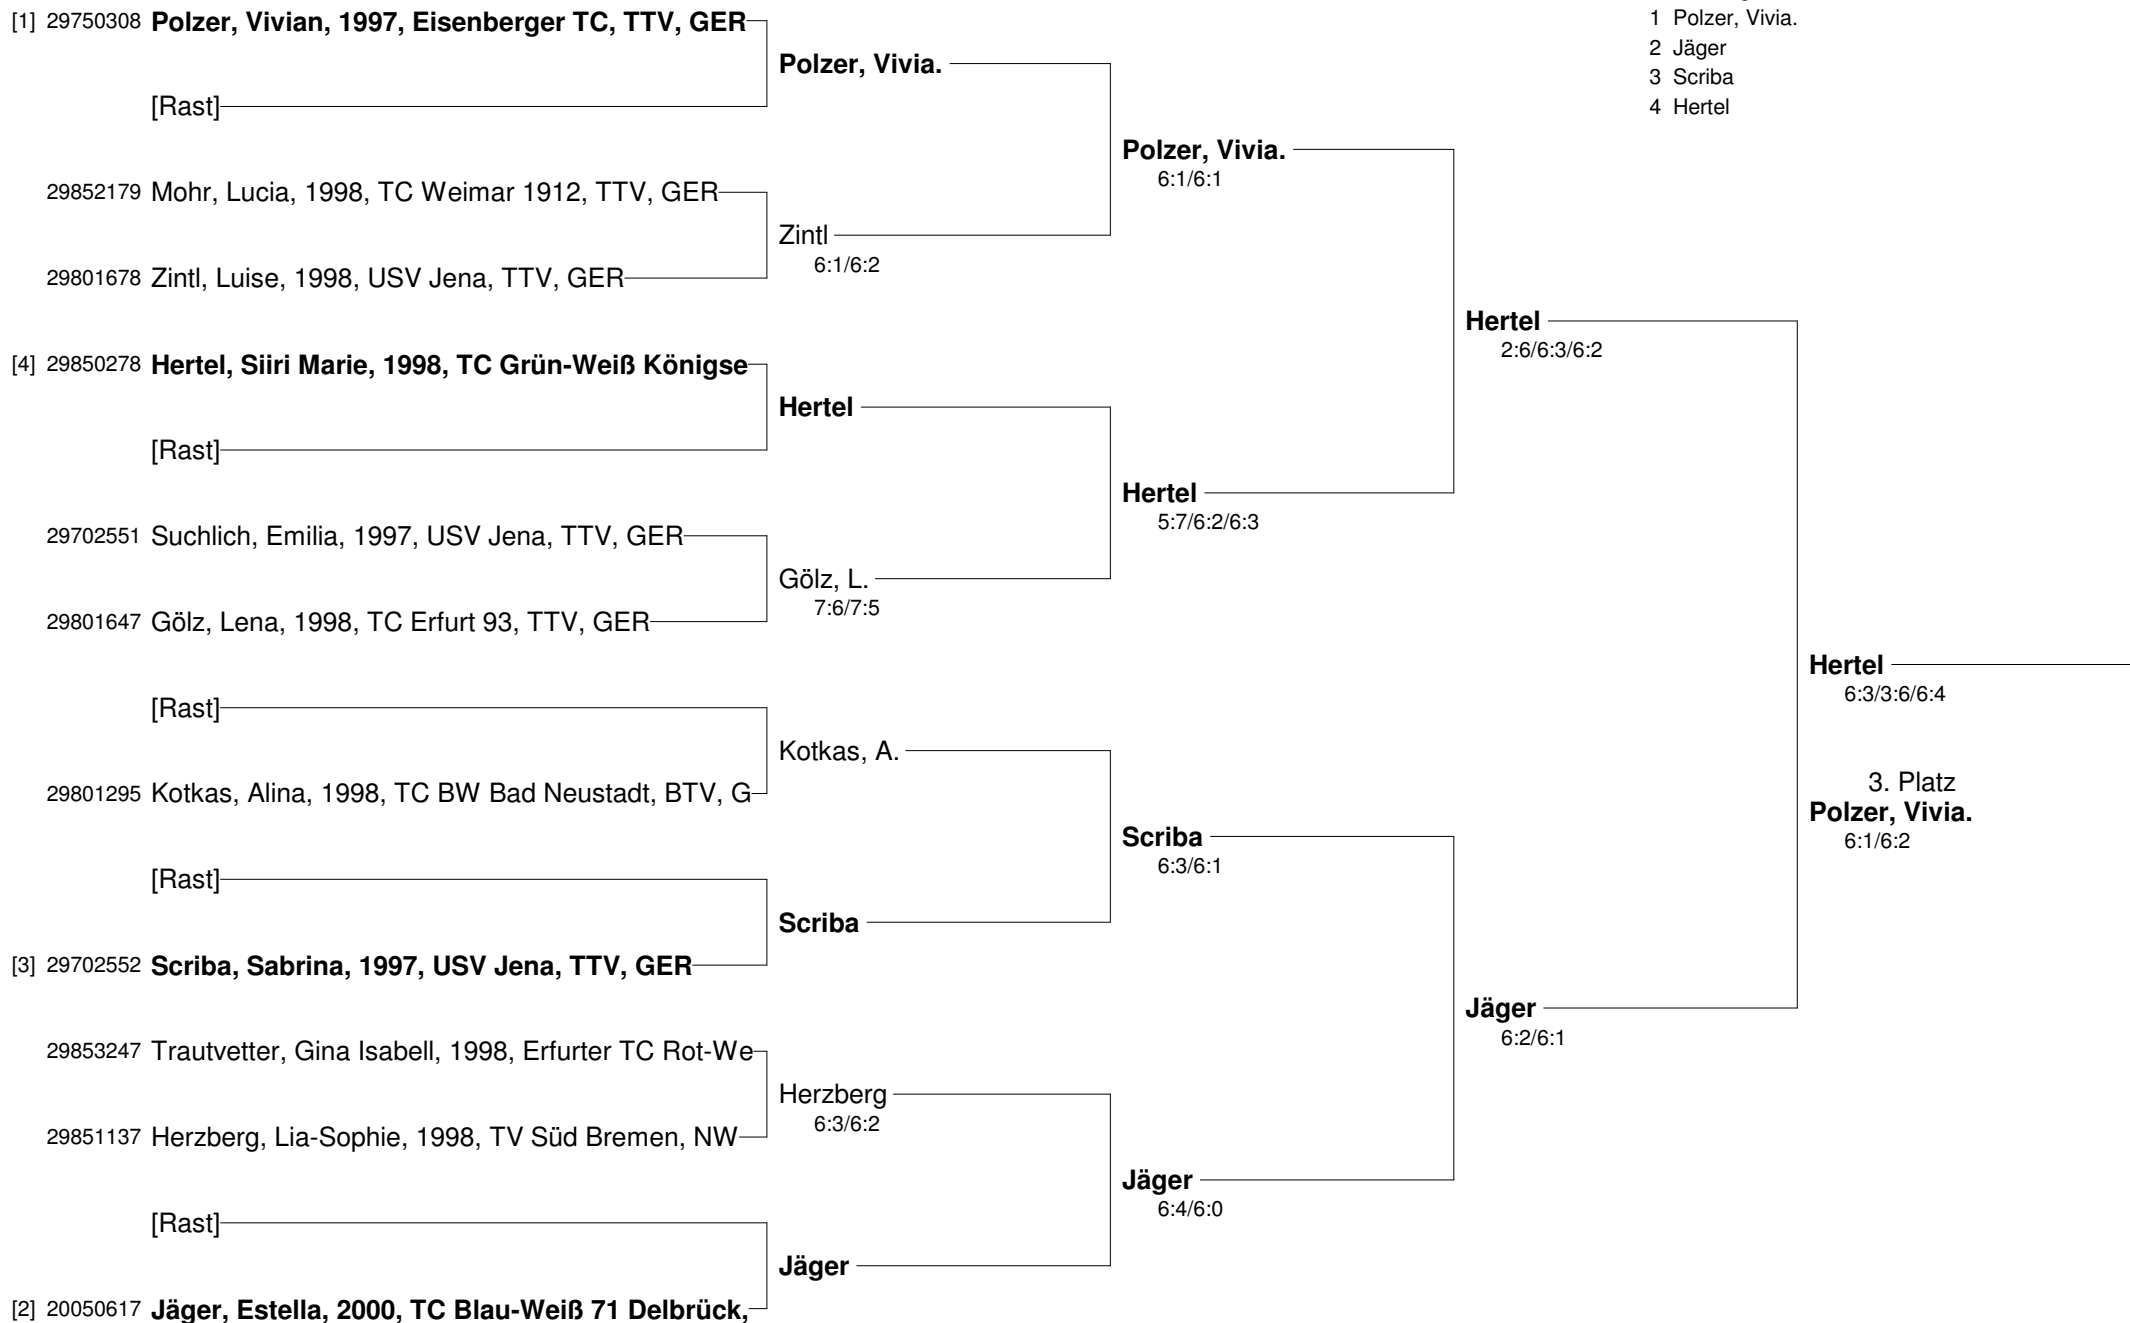 [1] 29750308 Polzer, Vivian, 1997, Eisenberger TC, TTV, GER
[Rast]
29852179 Mohr, Lucia, 1998, TC Weimar 1912, TTV, GER
29801678 Zintl, Luise, 1998, USV Jena, TTV, GER
[4] 29850278 Hertel, Siiri Marie, 1998, TC Grün-Weiß Königse
[Rast]
29702551 Suchlich, Emilia, 1997, USV Jena, TTV, GER
29801647 Gölz, Lena, 1998, TC Erfurt 93, TTV, GER
[Rast]
29801295 Kotkas, Alina, 1998, TC BW Bad Neustadt, BTV, G
[Rast]
[3] 29702552 Scriba, Sabrina, 1997, USV Jena, TTV, GER
29853247 Trautvetter, Gina Isabell, 1998, Erfurter TC Rot-We
29851137 Herzberg, Lia-Sophie, 1998, TV Süd Bremen, NW
[Rast]
[2] 20050617 Jäger, Estella, 2000, TC Blau-Weiß 71 Delbrück,
Polzer, Vivia.
Zintl
6:1/6:2
Hertel
Gölz, L.
7:6/7:5
Kotkas, A.
Scriba
Herzberg
6:3/6:2
Jäger
Polzer, Vivia.
6:1/6:1
Hertel
5:7/6:2/6:3
Scriba
6:3/6:1
Jäger
6:4/6:0
Hertel
2:6/6:3/6:2
Jäger
6:2/6:1
Hertel
6:3/3:6/6:4
3. Platz
Polzer, Vivia.
6:1/6:2
1 Polzer, Vivia.
2 Jäger
3 Scriba
4 Hertel